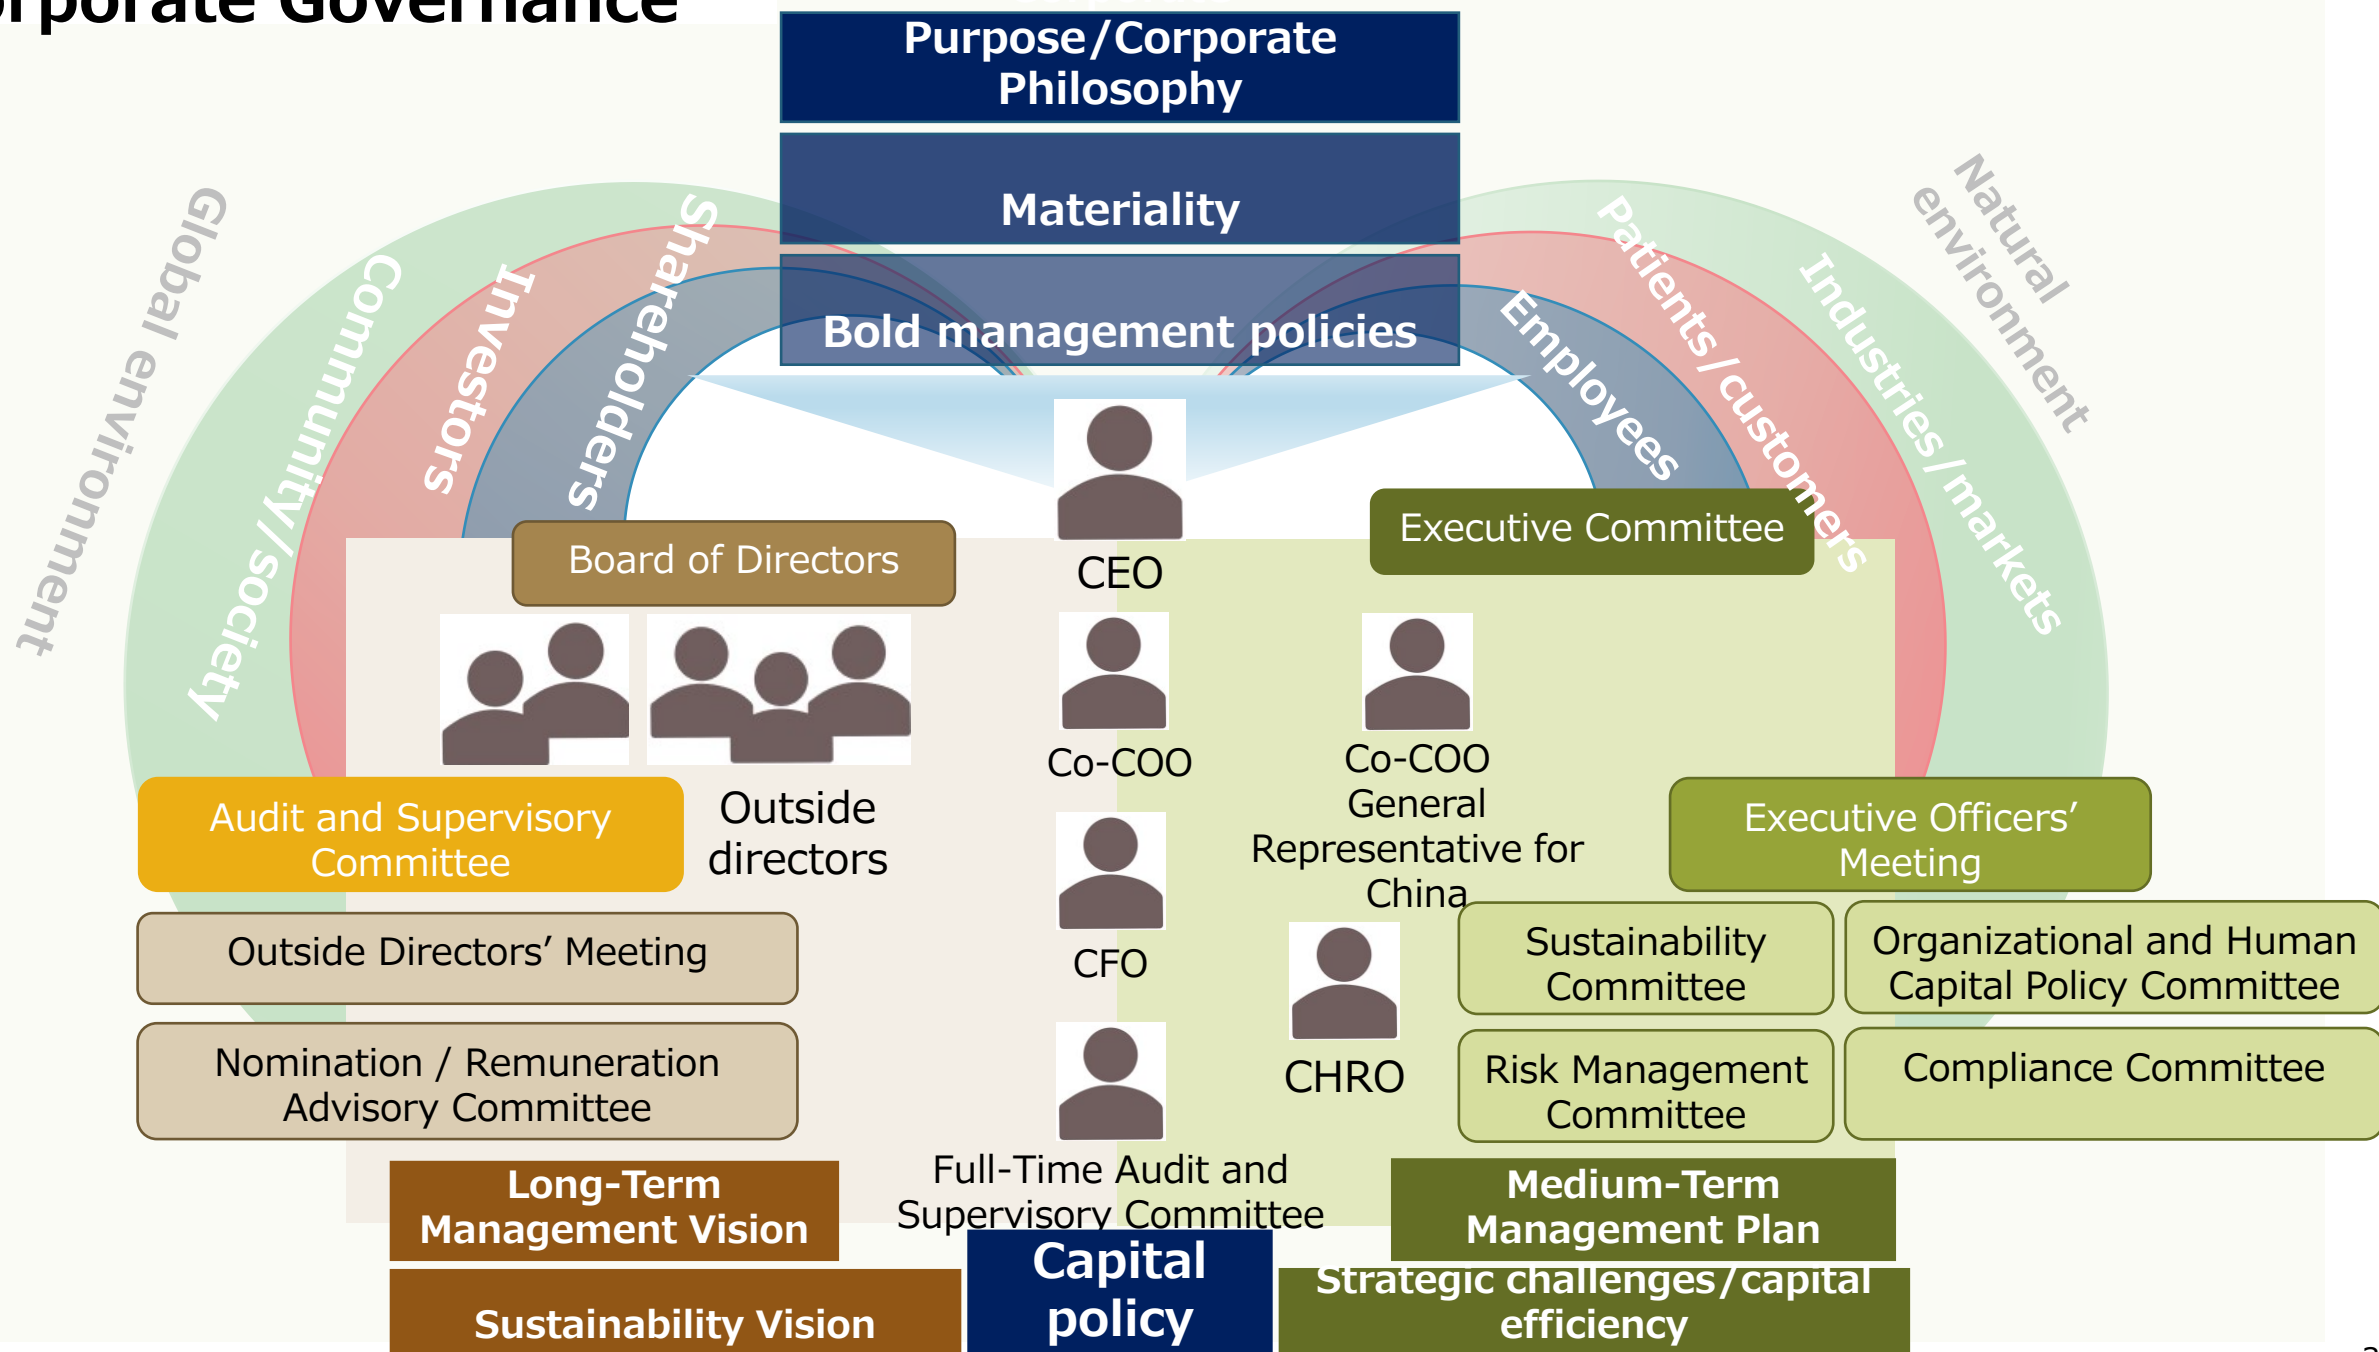 orporate Governance
Purpose/Corporate
Philosophy
Materiality
Bold management policies
Global environment
Community/society
Investors
Shareholders
Employees
Patients/customers
Industries/markets
Natural
environment
Board of Directors
CEO
Executive Committee
Co-COO
Co-COO
General
Representative for
China
Audit and Supervisory
Committee
Outside
directors
Executive Officers’
Meeting
Outside Directors’ Meeting
CFO
Sustainability
Committee
Organizational and Human
Capital Policy Committee
Nomination / Remuneration
Advisory Committee
CHRO
Risk Management
Committee
Compliance Committee
Full-Time Audit and
Supervisory Committee
Long-Term
Management Vision
Medium-Term
Management Plan
Sustainability Vision
Capital
policy
Strategic challenges/capital
efficiency